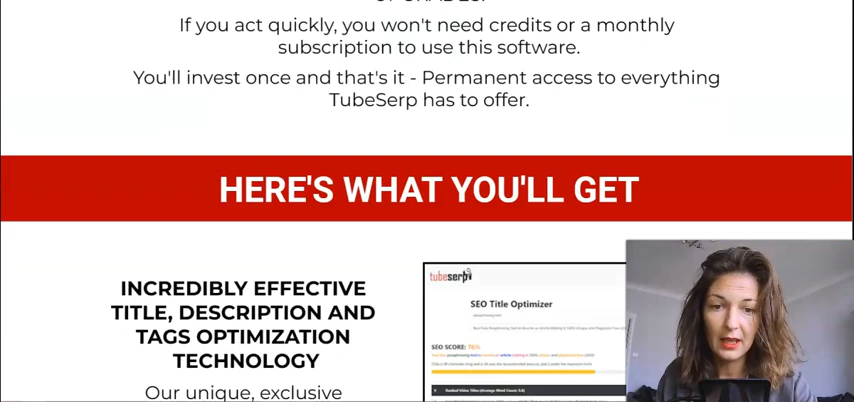 If you act quickly, you won't need credits or a monthly
subscription to use this software.
You'll invest once and that's it - Permanent access to everything
TubeSerp has to offer.
HERE'S WHAT YOU'LL GET
INCREDIBLY EFFECTIVE
TITLE, DESCRIPTION AND
TAGS OPTIMIZATION
TECHNOLOGY
Our unique, exclusive
tubeserp
SEO Title Optimizer
SEO SCORE: 76%